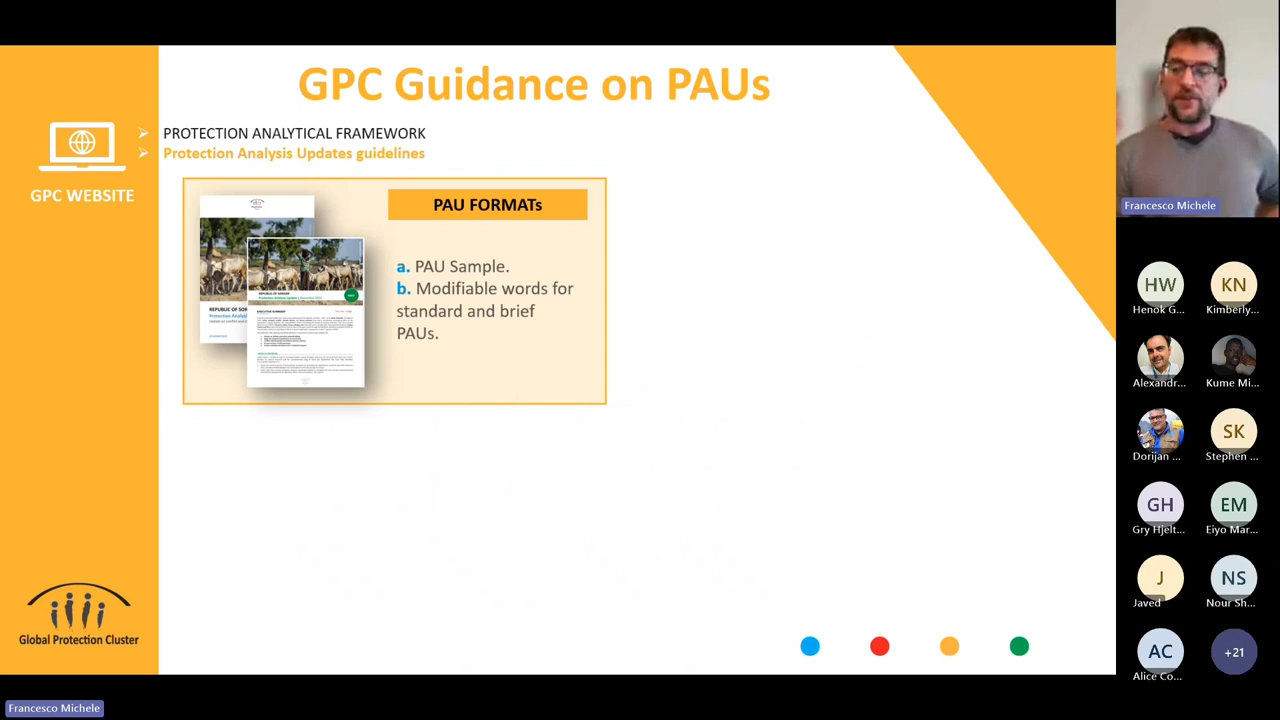 GPC Guidance on PAUs
PROTECTION ANALYTICAL FRAMEWORK
Protection Analysis Updates guidelines
GPC WEBSITE
PAU FORMATs
a. PAU Sample.
b. Modifiable words for
standard and brief
PAUs.
EXECUTIVE SUMMARY
Global Protection Cluster
Francesco Michele
Francesco Michele
HW
Henok G...
KN
Kimberly...
Alexandr...
Kume Mi...
Dorijan ...
SK
Stephen ...
GH
Gry Hjelt...
EM
Eiyo Mar...
J
Javed
NS
Nour Sh...
AC
Alice Co...
+21